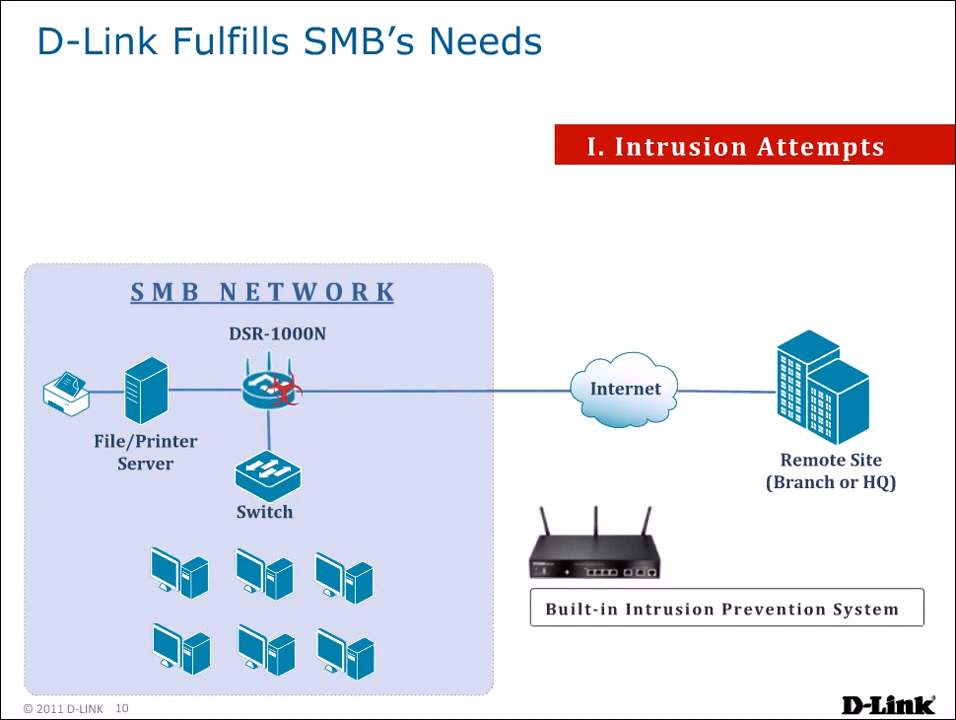 D-Link Fulfills SMB’s Needs
I. Intrusion Attempts
SMB NETWORK
DSR-1000N
Internet
File/Printer
Server
Remote Site
(Branch or HQ)
Switch
Built-in Intrusion Prevention System
© 2011 D-LINK 10
D-Link